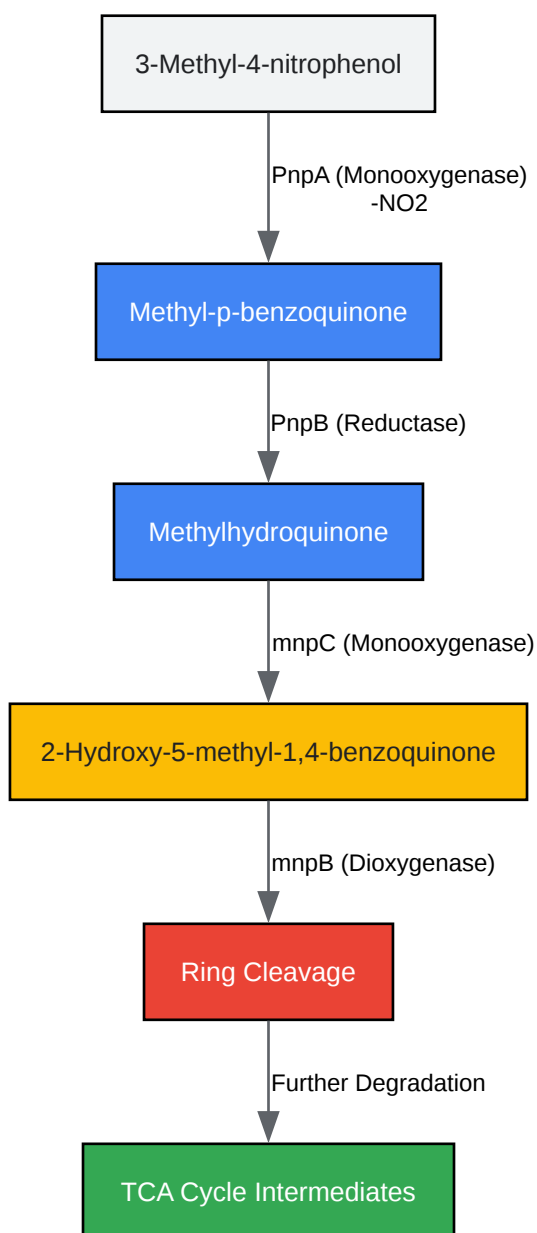 3-Methyl-4-nitrophenol
PnpA (Monooxygenase)
-NO2
Methyl-p-benzoquinone
PnpB (Reductase)
Methylhydroquinone
mnpC (Monooxygenase)
2-Hydroxy-5-methyl-1,4-benzoquinone
mnpB (Dioxygenase)
Ring Cleavage
Further Degradation
TCA Cycle Intermediates